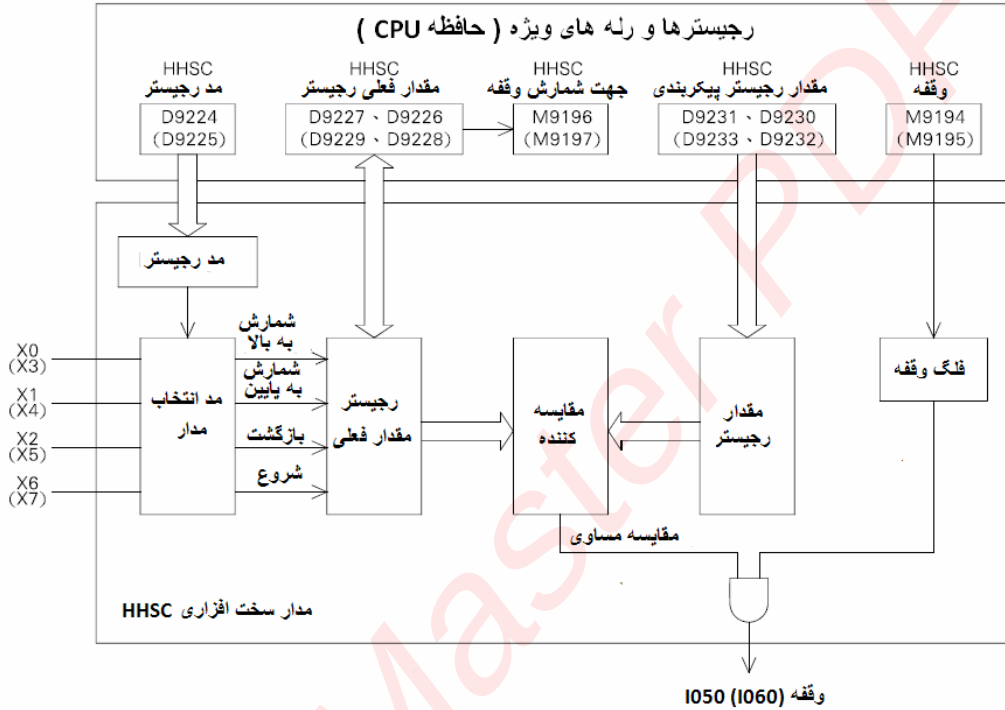 رجیسترها و رله های ویژه ( حافظه CPU )
HHSC
مد رجیستر
D9224
(D9225)
HHSC
مقدار فعلی رجیستر
D9227 、 D9226
(D9229 、 D9228)
HHSC
جهت شمارش وقفه
M9196
(M9197)
HHSC
مقدار رجیستر پیکربندی
D9231 、 D9230
(D9233 、 D9232)
HHSC
وقفه
M9194
(M9195)
مد رجیسترا
X0
(X3)
X1
(X4)
X2
(X5)
X6
(X7)
مد انتخاب
مدار
شمارش
به بالا
شمارش
به پایین
بازگشت
شروع
رجیستر
مقدار فعلی
مقایسه
کننده
مقدار
رجیستر
فلگ وقفه
مقایسه مساوی
مدار سخت افزاری HHSC
وقفه I050 (I060)
Master PDF